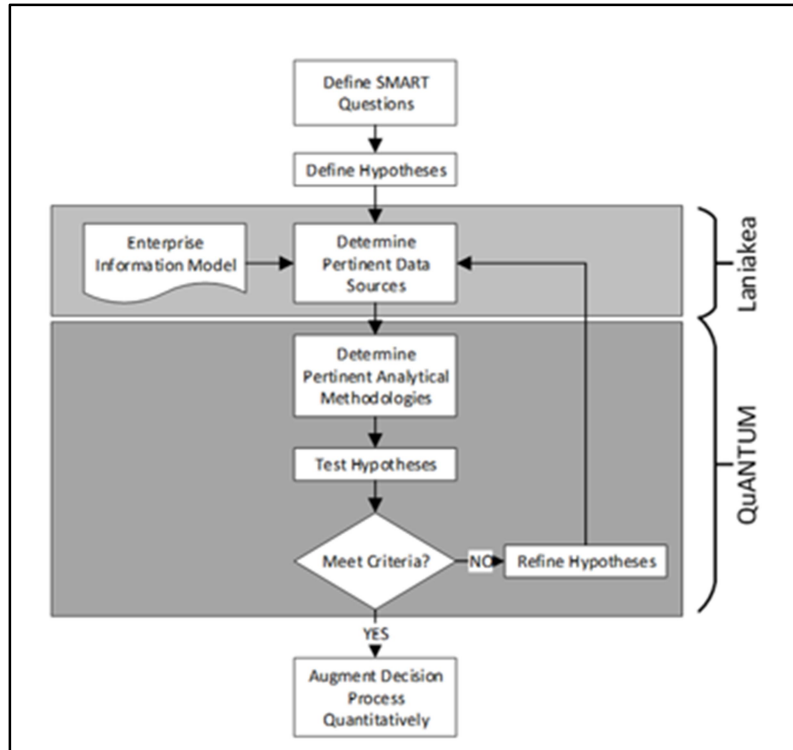 Define SMART
Questions
Define Hypotheses
Enterprise
Information Model
Determine
Pertinent Data
Sources
Laniakea
Determine
Pertinent Analytical
Methodologies
Test Hypotheses
Meet Criteria?
NO
Refine Hypotheses
QuANTUM
YES
Augment Decision
Process
Quantitatively